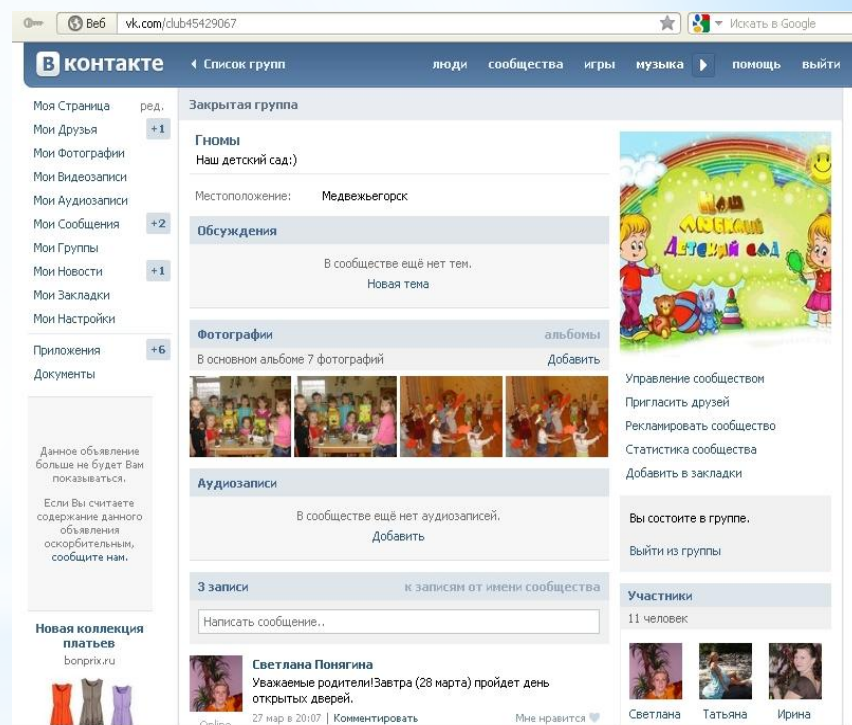 Веб vk.com/club45429067 Искать в Google
В контакте Список групп люди сообщества игры музыка помощь выйти
Моя Страница ред.
Мои Друзья +1
Мои Фотографии
Мои Видеозаписи
Мои Аудиозаписи
Мои Сообщения +2
Мои Группы
Мои Новости +1
Мои Закладки
Мои Настройки
Приложения +6
Документы
Данное объявление
больше не будет Вам
показываться.
Если Вы считаете
содержание данного
объявления
оскорбительным,
сообщите нам.
Новая коллекция
платьев
bonprix.ru
Закрытая группа
Гномы
Наш детский сад:)
Местоположение: Медвежьегорск
Обсуждения
В сообществе ещё нет тем.
Новая тема
Фотографии альбомы
В основном альбоме 7 фотографий Добавить
Аудиозаписи
В сообществе ещё нет аудиозаписей.
Добавить
3 записи к записям от имени сообщества
Написать сообщение..
Светлана Понягина
Уважаемые родители!Завтра (28 марта) пройдет день
открытых дверей.
Online 27 мар в 20:07 | Комментировать Мне нравится
Наш
любимый
Детский сад
Управление сообществом
Пригласить друзей
Рекламировать сообщество
Статистика сообщества
Добавить в закладки
Вы состоите в группе.
Выйти из группы
Участники
11 человек
Светлана Татьяна Ирина